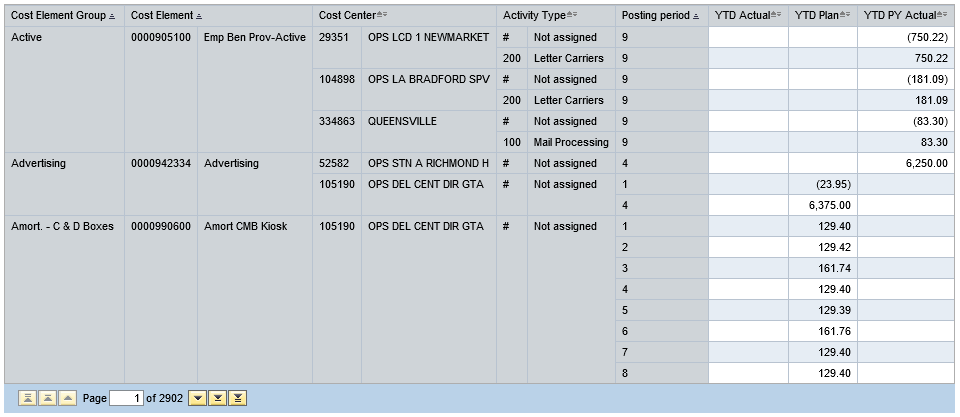 Cost Element Group Cost Element Cost Center Activity Type Posting period YTD Actual YTD Plan YTD PY Actual
Active 0000905100 Emp Ben Prov-Active 29351 OPS LCD 1 NEWMARKET # Not assigned 9 (750.22)
200 Letter Carriers 9 750.22
104898 OPS LA BRADFORD SPV # Not assigned 9 (181.09)
200 Letter Carriers 9 181.09
334863 QUEENSVILLE # Not assigned 9 (83.30)
100 Mail Processing 9 83.30
Advertising 0000942334 Advertising 52582 OPS STN A RICHMOND H # Not assigned 4 6,250.00
105190 OPS DEL CENT DIR GTA # Not assigned 1 (23.95)
4 6,375.00
Amort. - C & D Boxes 0000990600 Amort CMB Kiosk 105190 OPS DEL CENT DIR GTA # Not assigned 1 129.40
2 129.42
3 161.74
4 129.40
5 129.39
6 161.76
7 129.40
8 129.40
Page 1 of 2902